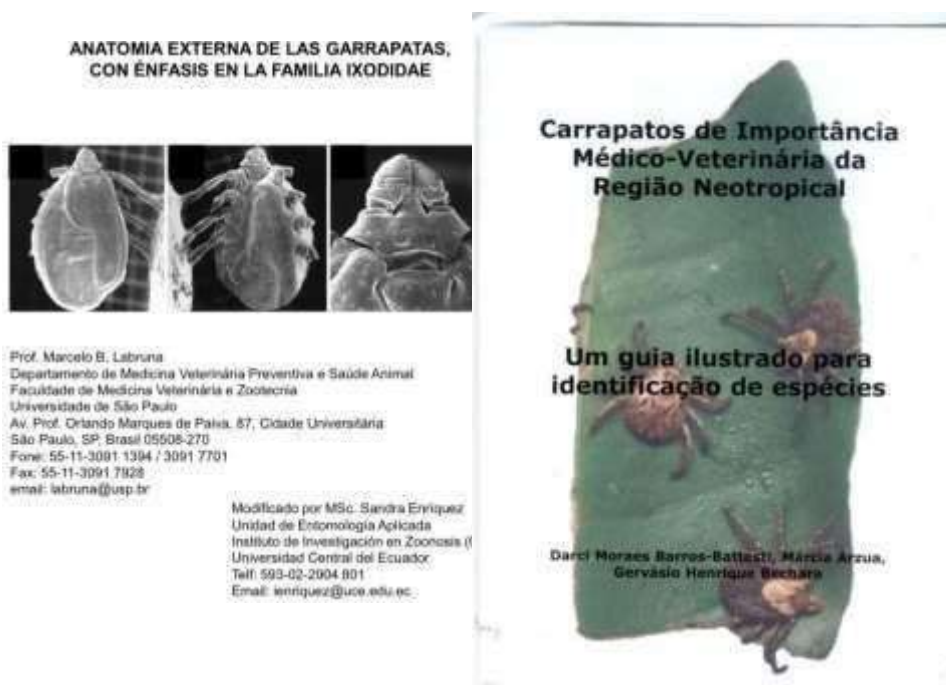 ANATOMIA EXTERNA DE LAS GARRAPATAS,
CON ÉNFASIS EN LA FAMILIA IXODIDAE
Prof. Marcelo B. Labruna
Departamento de Medicina Veterinária Preventiva e Saúde Animal
Faculdade de Medicina Veterinária e Zootecnia
Universidade de São Paulo
Av. Prof. Orlando Marques de Paiva, 87, Cidade Universitária
São Paulo, SP, Brasil 05508-270
Fone: 55-11-3091 1394 / 3091 7701
Fax: 55-11-3091 7928
email: labruna@usp.br
Modificado por MSc. Sandra Enríquez
Unidad de Entomología Aplicada
Instituto de Investigación en Zoonosis
Universidad Central del Ecuador
Telf: 593-02-2904 801
Email: ienriquez@uce.edu.ec
Carrapatos de Importância
Médico-Veterinária da
Região Neotropical
Um guia ilustrado para
identificação de espécies
Darci Moraes Barros-Battesti, Márcia Arzua,
Gervásio Henrique Bechara